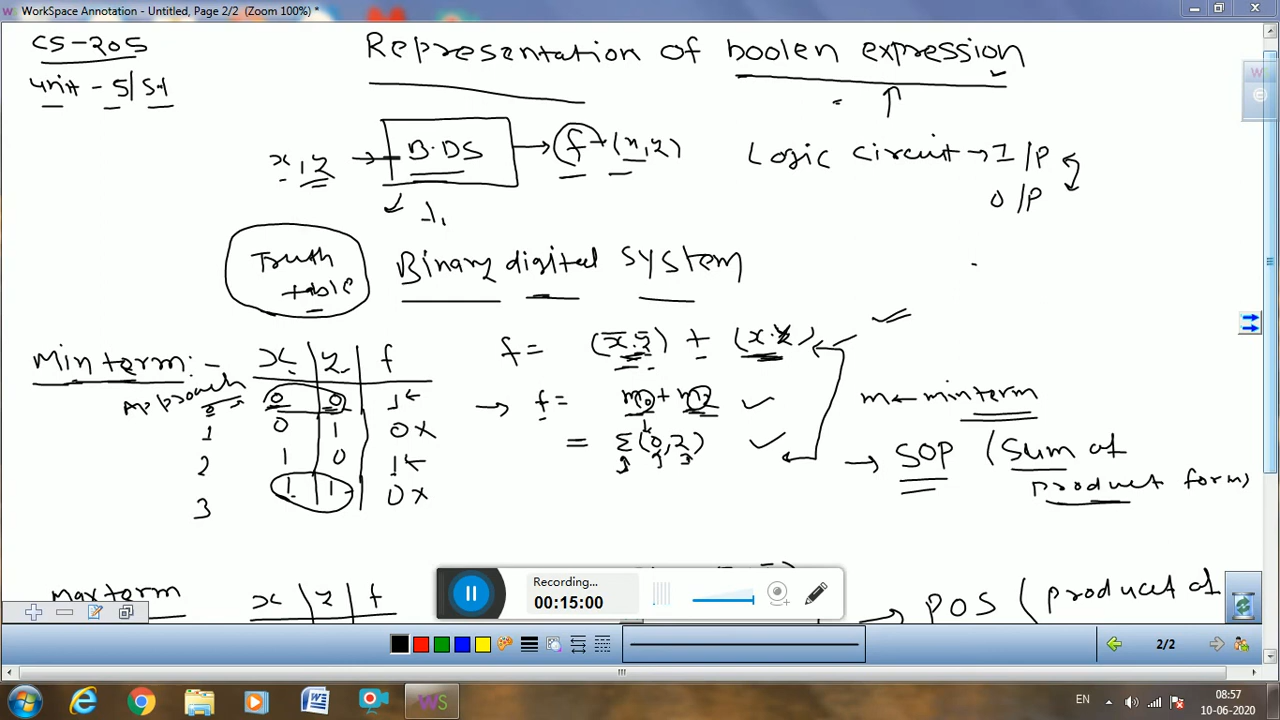 WorkSpace Annotation - Untitled, Page 2/2 (Zoom 100%) *
CS-205
Representation of boolen expression
unit - 5/5.1
x, z → B.DS → f → (x, z)
Logic circuit → I/P
O/P
Truth
table
Binary digital system
Min term: -
Approach
x z f
0 0 1
1 0 1 0 x
2 1 0 1
3 1 1 0 x
f =
f = m0 + m2 ✓
= Σ(0,2) ✓
m ← minterm
→ SOP (Sum of
product form)
Recording...
00:15:00
Maxterm
x z f
→ POS (product of
2/2
EN
08:57
10-06-2020